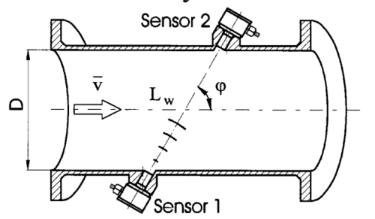 Sensor 2
D
v̅
L_w
φ
Sensor 1